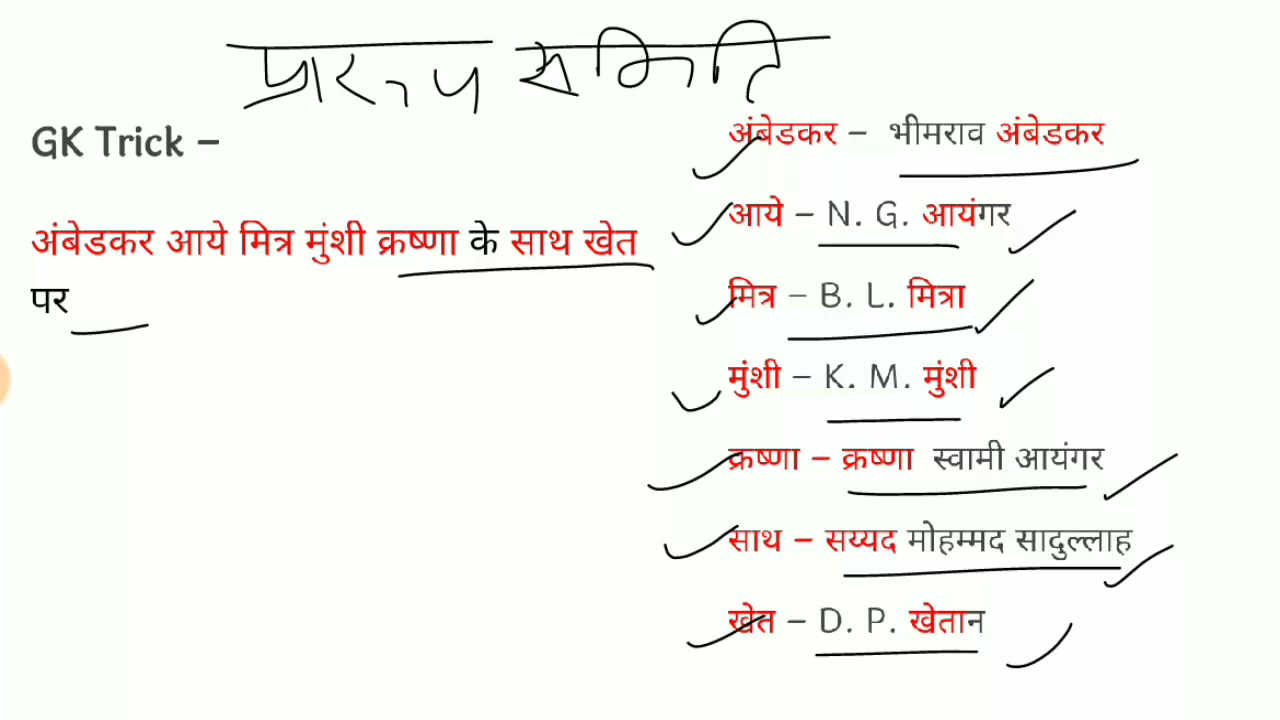 प्रारुप समिति
GK Trick –
अंबेडकर आये मित्र मुंशी क्रष्णा के साथ खेत
पर
अंबेडकर – भीमराव अंबेडकर
आये – N. G. आयंगर
मित्र – B. L. मित्रा
मुंशी – K. M. मुंशी
क्रष्णा – क्रष्णा स्वामी आयंगर
साथ – सय्यद मोहम्मद सादुल्लाह
खेत – D. P. खेतान